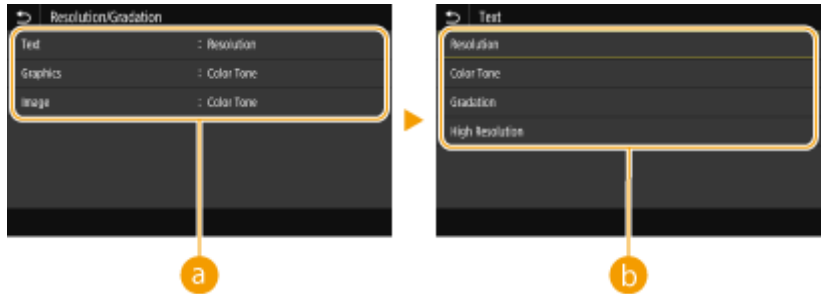 Resolution/Gradation
Text : Resolution
Graphics : Color Tone
Image : Color Tone
a
Text
Resolution
Color Tone
Gradation
High Resolution
b